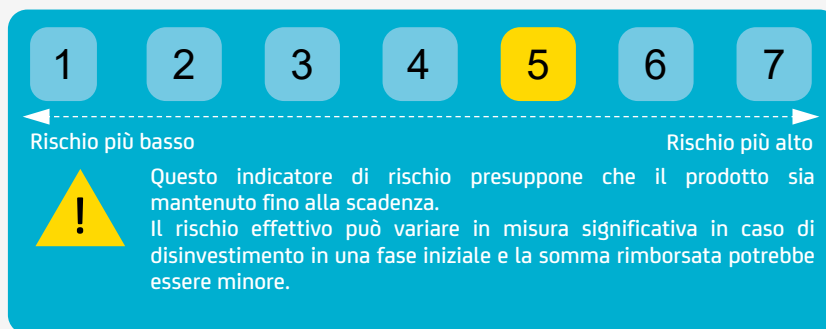 1 2 3 4 5 6 7
Rischio più basso Rischio più alto
Questo indicatore di rischio presuppone che il prodotto sia
mantenuto fino alla scadenza.
!
Il rischio effettivo può variare in misura significativa in caso di
disinvestimento in una fase iniziale e la somma rimborsata potrebbe
essere minore.